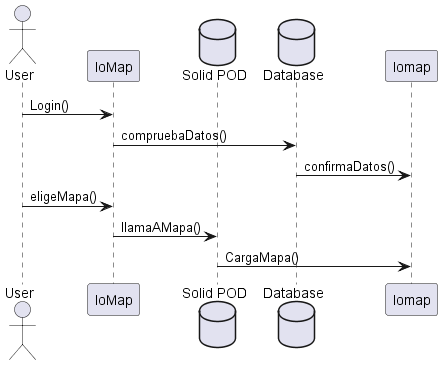 User
IoMap
Solid POD
Database
Iomap
Login()
compruebaDatos()
confirmaDatos()
eligeMapa()
llamaAMapa()
CargaMapa()
User
IoMap
Solid POD
Database
Iomap